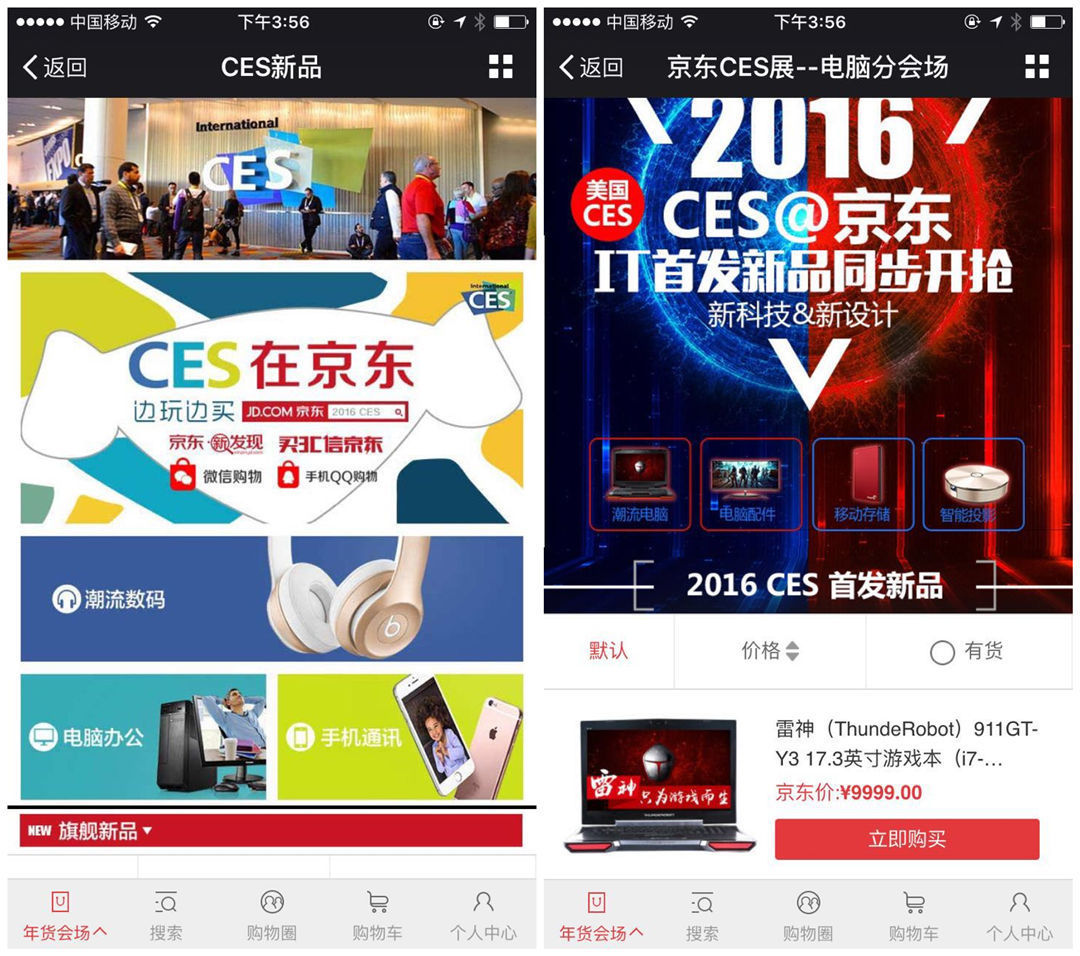 中国移动
下午3:56
返回
CES新品
International
CES
EXPO
International
CES
CES在京东
边玩边买 JD.COM 京东 2016 CES
京东·新发现 买3C信京东
微信购物 手机QQ购物
潮流数码
电脑办公
手机通讯
NEW 旗舰新品
年货会场
搜索
购物圈
购物车
个人中心
中国移动
下午3:56
返回
京东CES展--电脑分会场
2016
美国
CES
CES@京东
IT首发新品同步开抢
新科技&新设计
潮流电脑
电脑配件
移动存储
智能投影
2016 CES 首发新品
默认
价格
有货
雷神 只为游戏而生
雷神（ThundeRobot）911GT-
Y3 17.3英寸游戏本（i7-...
京东价:¥9999.00
立即购买
年货会场
搜索
购物圈
购物车
个人中心